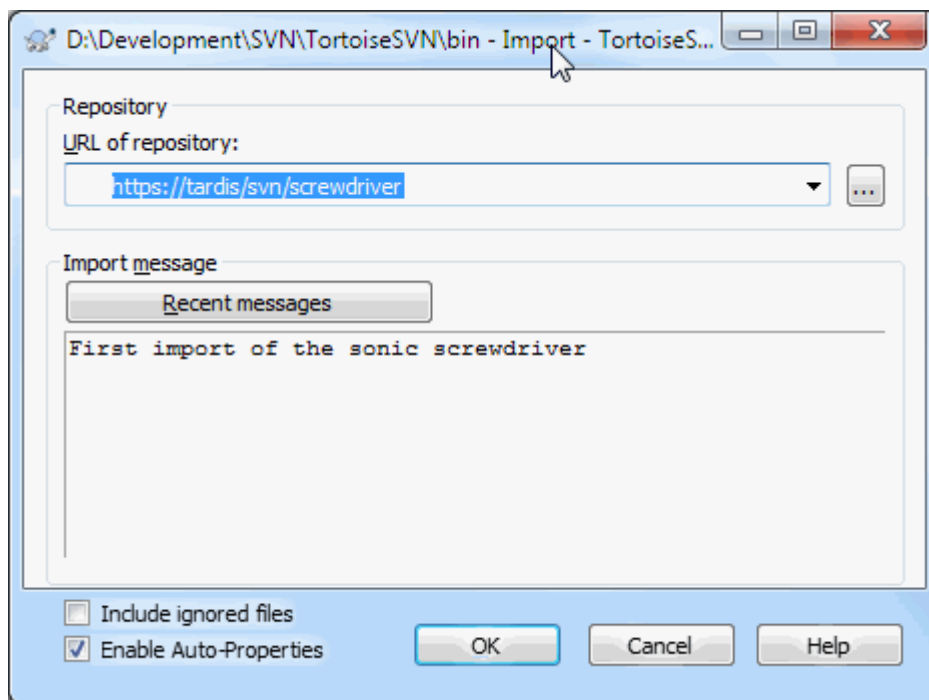 D:\Development\SVN\TortoiseSVN\bin - Import - TortoiseS...
Repository
URL of repository:
https://tardis/svn/screwdriver
...
Import message
Recent messages
First import of the sonic screwdriver
Include ignored files
Enable Auto-Properties
OK
Cancel
Help